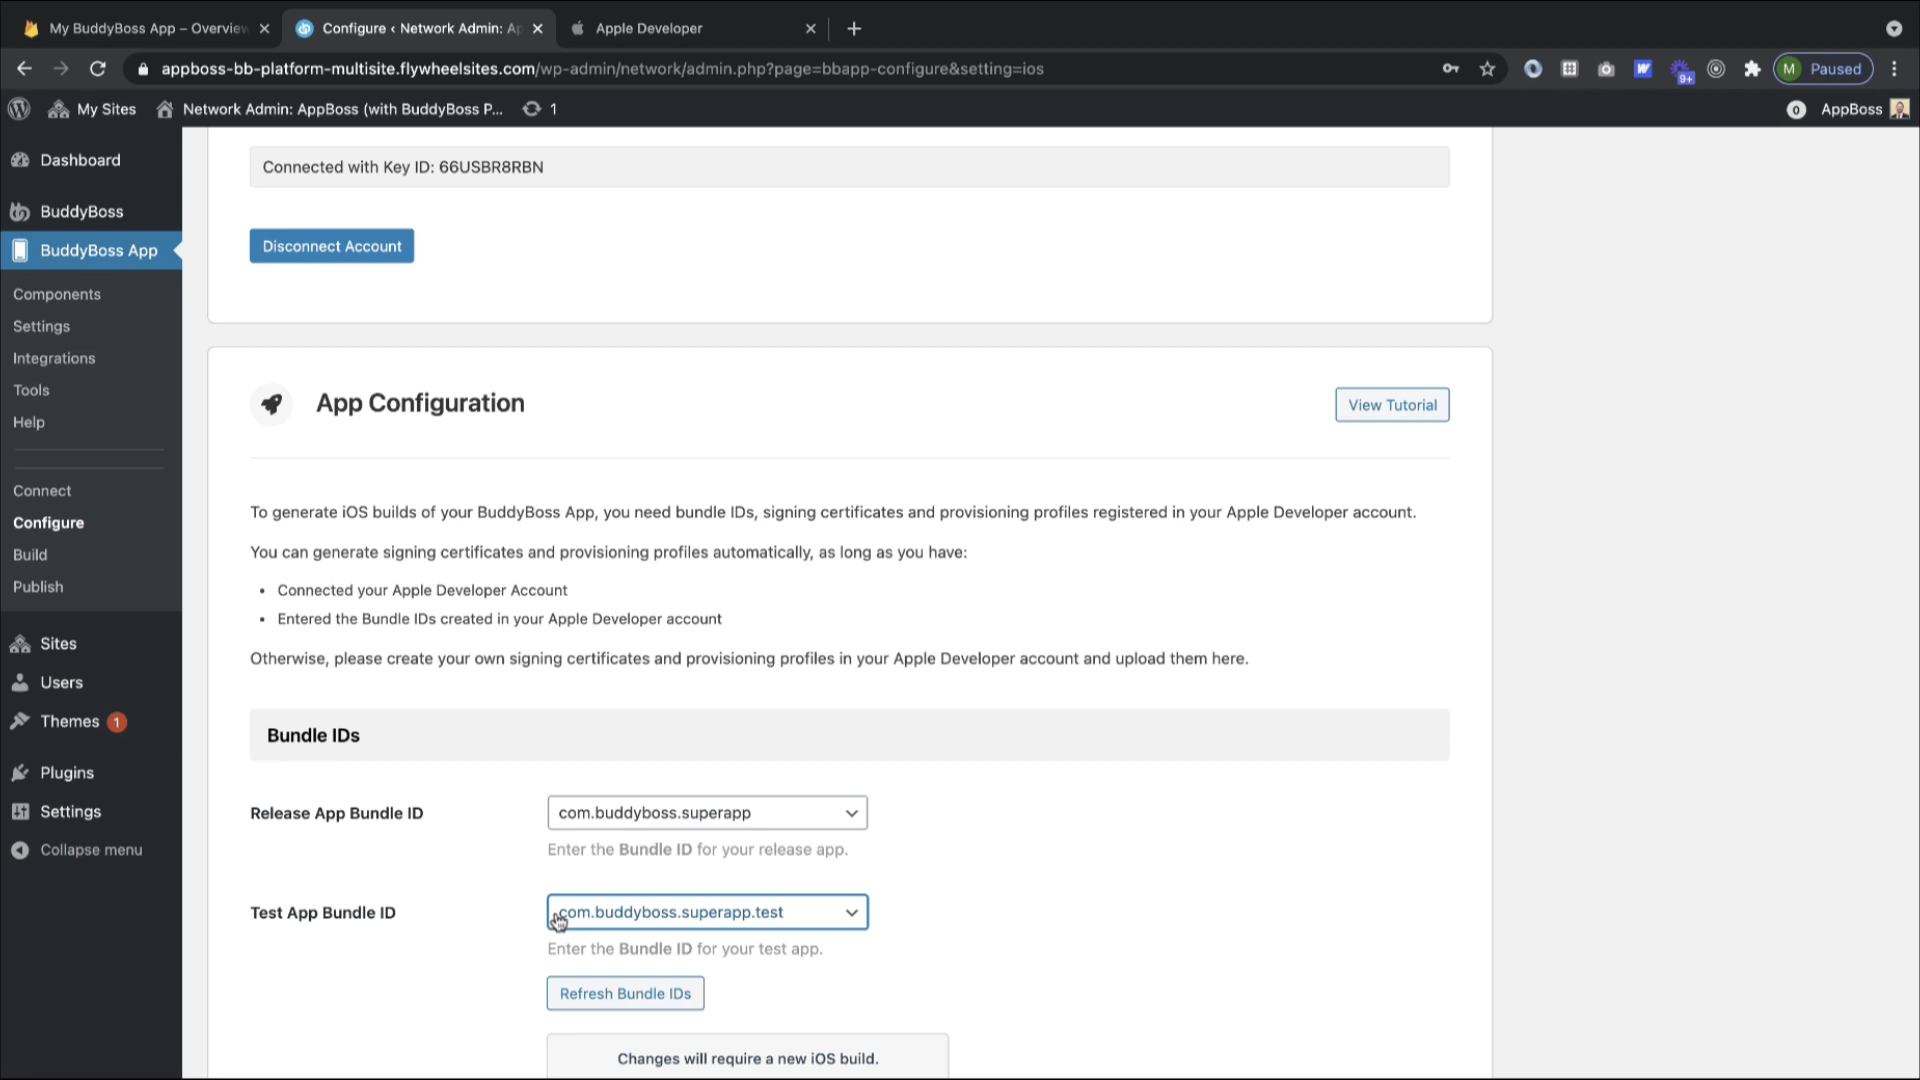 My BuddyBoss App – Overview
Configure ‹ Network Admin: Ap
Apple Developer
appboss-bb-platform-multisite.flywheelsites.com/wp-admin/network/admin.php?page=bbapp-configure&setting=ios
9+
M Paused
My Sites
Network Admin: AppBoss (with BuddyBoss P...
1
0
AppBoss
Dashboard
BuddyBoss
BuddyBoss App
Components
Settings
Integrations
Tools
Help
Connect
Configure
Build
Publish
Sites
Users
Themes 1
Plugins
Settings
Collapse menu
Connected with Key ID: 66USBR8RBN
Disconnect Account
App Configuration
View Tutorial
To generate iOS builds of your BuddyBoss App, you need bundle IDs, signing certificates and provisioning profiles registered in your Apple Developer account.
You can generate signing certificates and provisioning profiles automatically, as long as you have:
• Connected your Apple Developer Account
• Entered the Bundle IDs created in your Apple Developer account
Otherwise, please create your own signing certificates and provisioning profiles in your Apple Developer account and upload them here.
Bundle IDs
Release App Bundle ID
com.buddyboss.superapp
Enter the Bundle ID for your release app.
Test App Bundle ID
com.buddyboss.superapp.test
Enter the Bundle ID for your test app.
Refresh Bundle IDs
Changes will require a new iOS build.